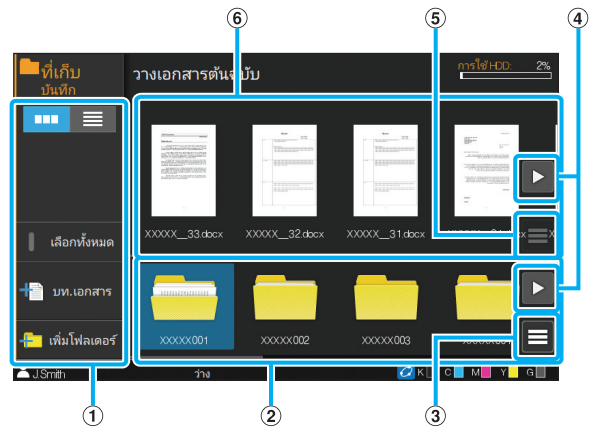 ⑥ ⑤ ④
ที่เก็บ
บันทึก
วางเอกสารต้นฉบับ
การใช้ HDD: 2%
XXXXX__33.docx XXXXX__32.docx XXXXX__31.docx
เลือกทั้งหมด
บท.เอกสาร
เพิ่มโฟลเดอร์
XXXXX001 XXXXX002 XXXXX003
J.Smith ว่าง K C M Y G
① ② ③